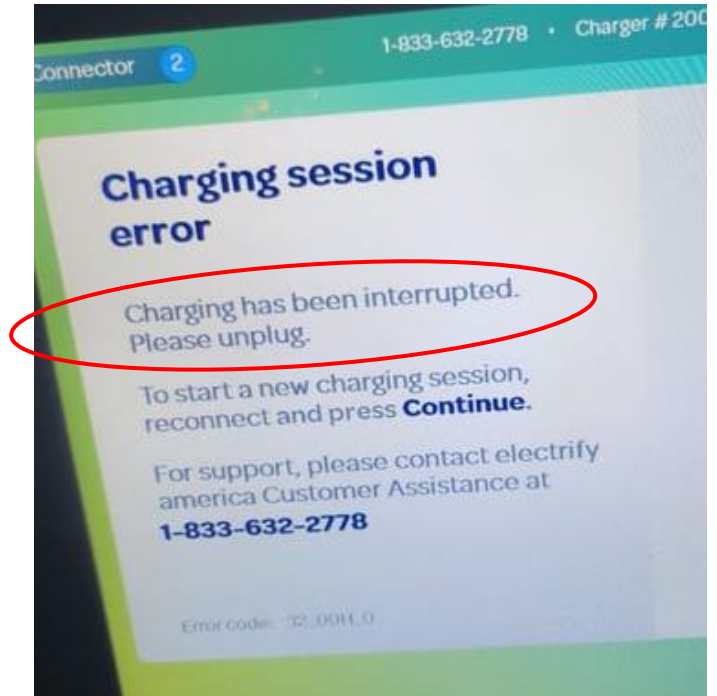 Connector 2
1-833-632-2778 • Charger # 200
Charging session
error
Charging has been interrupted.
Please unplug.
To start a new charging session,
reconnect and press Continue.
For support, please contact electrify
america Customer Assistance at
1-833-632-2778
Error code: